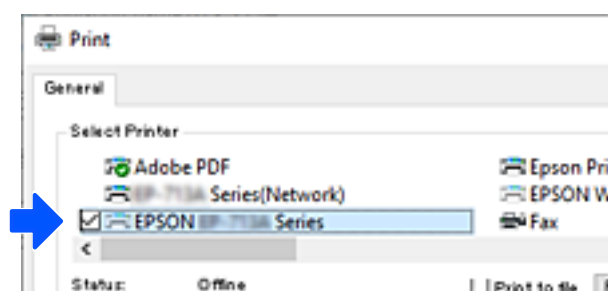 Print
General
Select Printer
Adobe PDF
Epson Pri
Series(Network)
EPSON W
EPSON Series
Fax
Status: Offline
Print to file